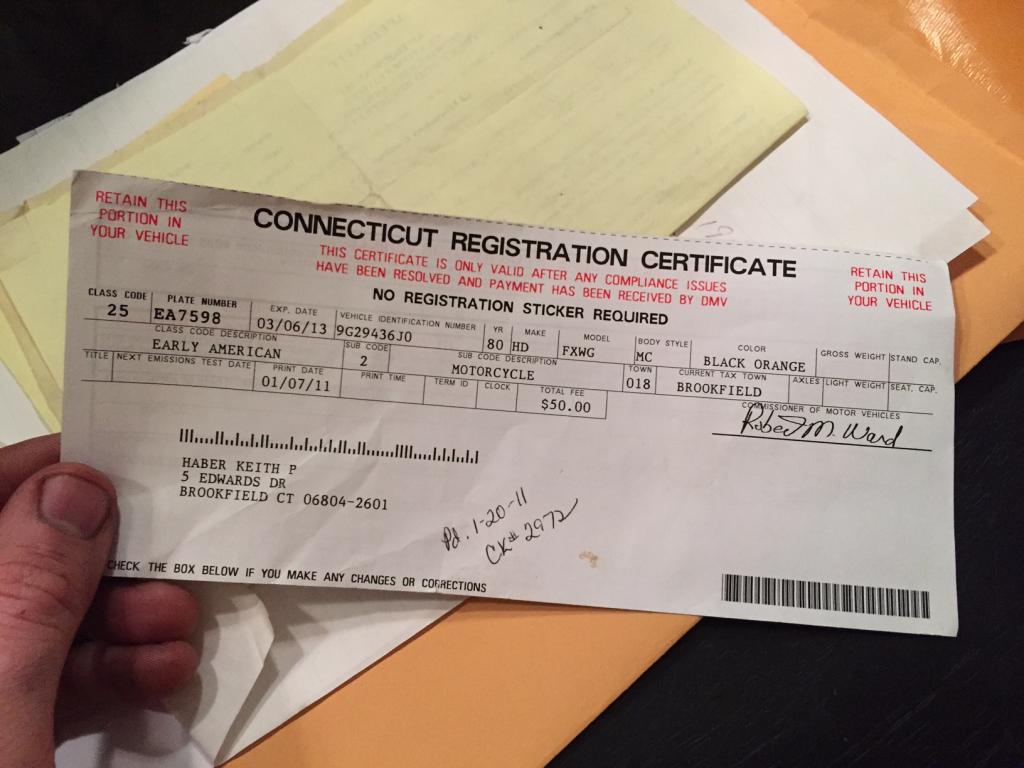 RETAIN THIS
PORTION IN
YOUR VEHICLE
CONNECTICUT REGISTRATION CERTIFICATE
THIS CERTIFICATE IS ONLY VALID AFTER ANY COMPLIANCE ISSUES
HAVE BEEN RESOLVED AND PAYMENT HAS BEEN RECEIVED BY DMV
RETAIN THIS
PORTION IN
YOUR VEHICLE
NO REGISTRATION STICKER REQUIRED
CLASS CODE PLATE NUMBER EXP. DATE VEHICLE IDENTIFICATION NUMBER YR MAKE MODEL BODY STYLE COLOR GROSS WEIGHT STAND CAP.
25 EA7598 03/06/13 9G29436J0 80 HD FXWG MC BLACK ORANGE
CLASS CODE DESCRIPTION SUB CODE SUB CODE DESCRIPTION TOWN CURRENT TAX TOWN AXLES LIGHT WEIGHT SEAT. CAP.
EARLY AMERICAN 2 MOTORCYCLE 018 BROOKFIELD
TITLE NEXT EMISSIONS TEST DATE PRINT DATE PRINT TIME TERM ID CLOCK TOTAL FEE
01/07/11 $50.00
COMMISSIONER OF MOTOR VEHICLES
Robert M. Ward
HABER KEITH P
5 EDWARDS DR
BROOKFIELD CT 06804-2601
Pd. 1-20-11
CK# 2972
CHECK THE BOX BELOW IF YOU MAKE ANY CHANGES OR CORRECTIONS